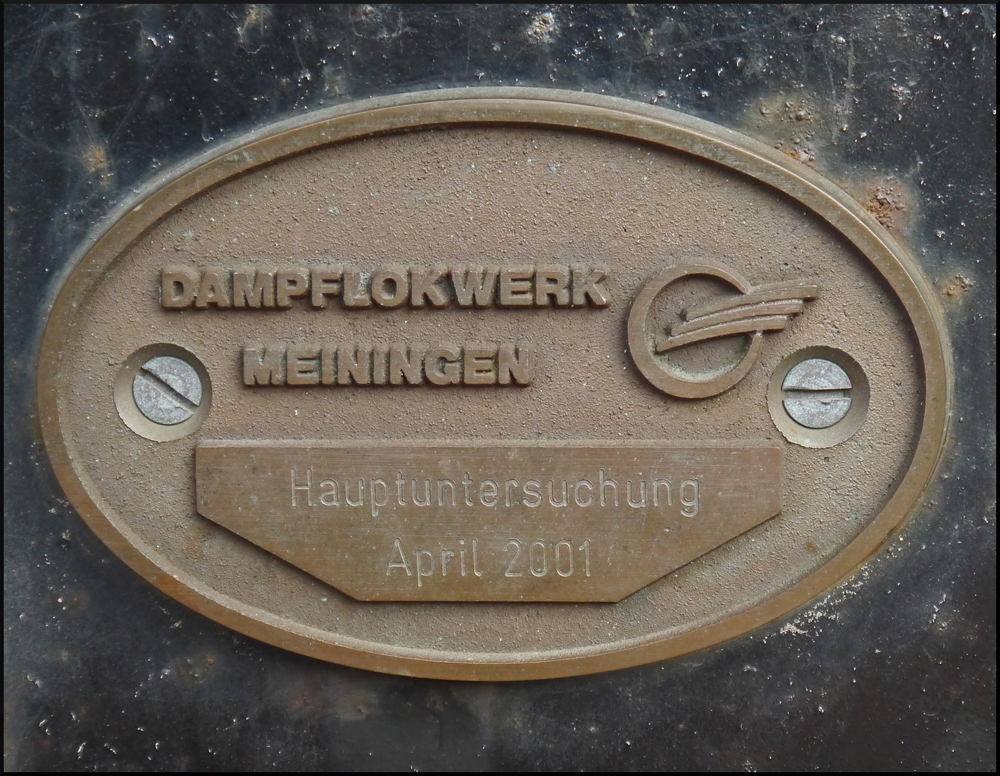 DAMPFLOKWERK
MEININGEN
Hauptuntersuchung
April 2001